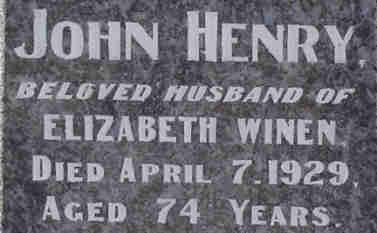 JOHN HENRY,
BELOVED HUSBAND OF
ELIZABETH WINEN.
DIED APRIL 7.1929,
AGED 74 YEARS.